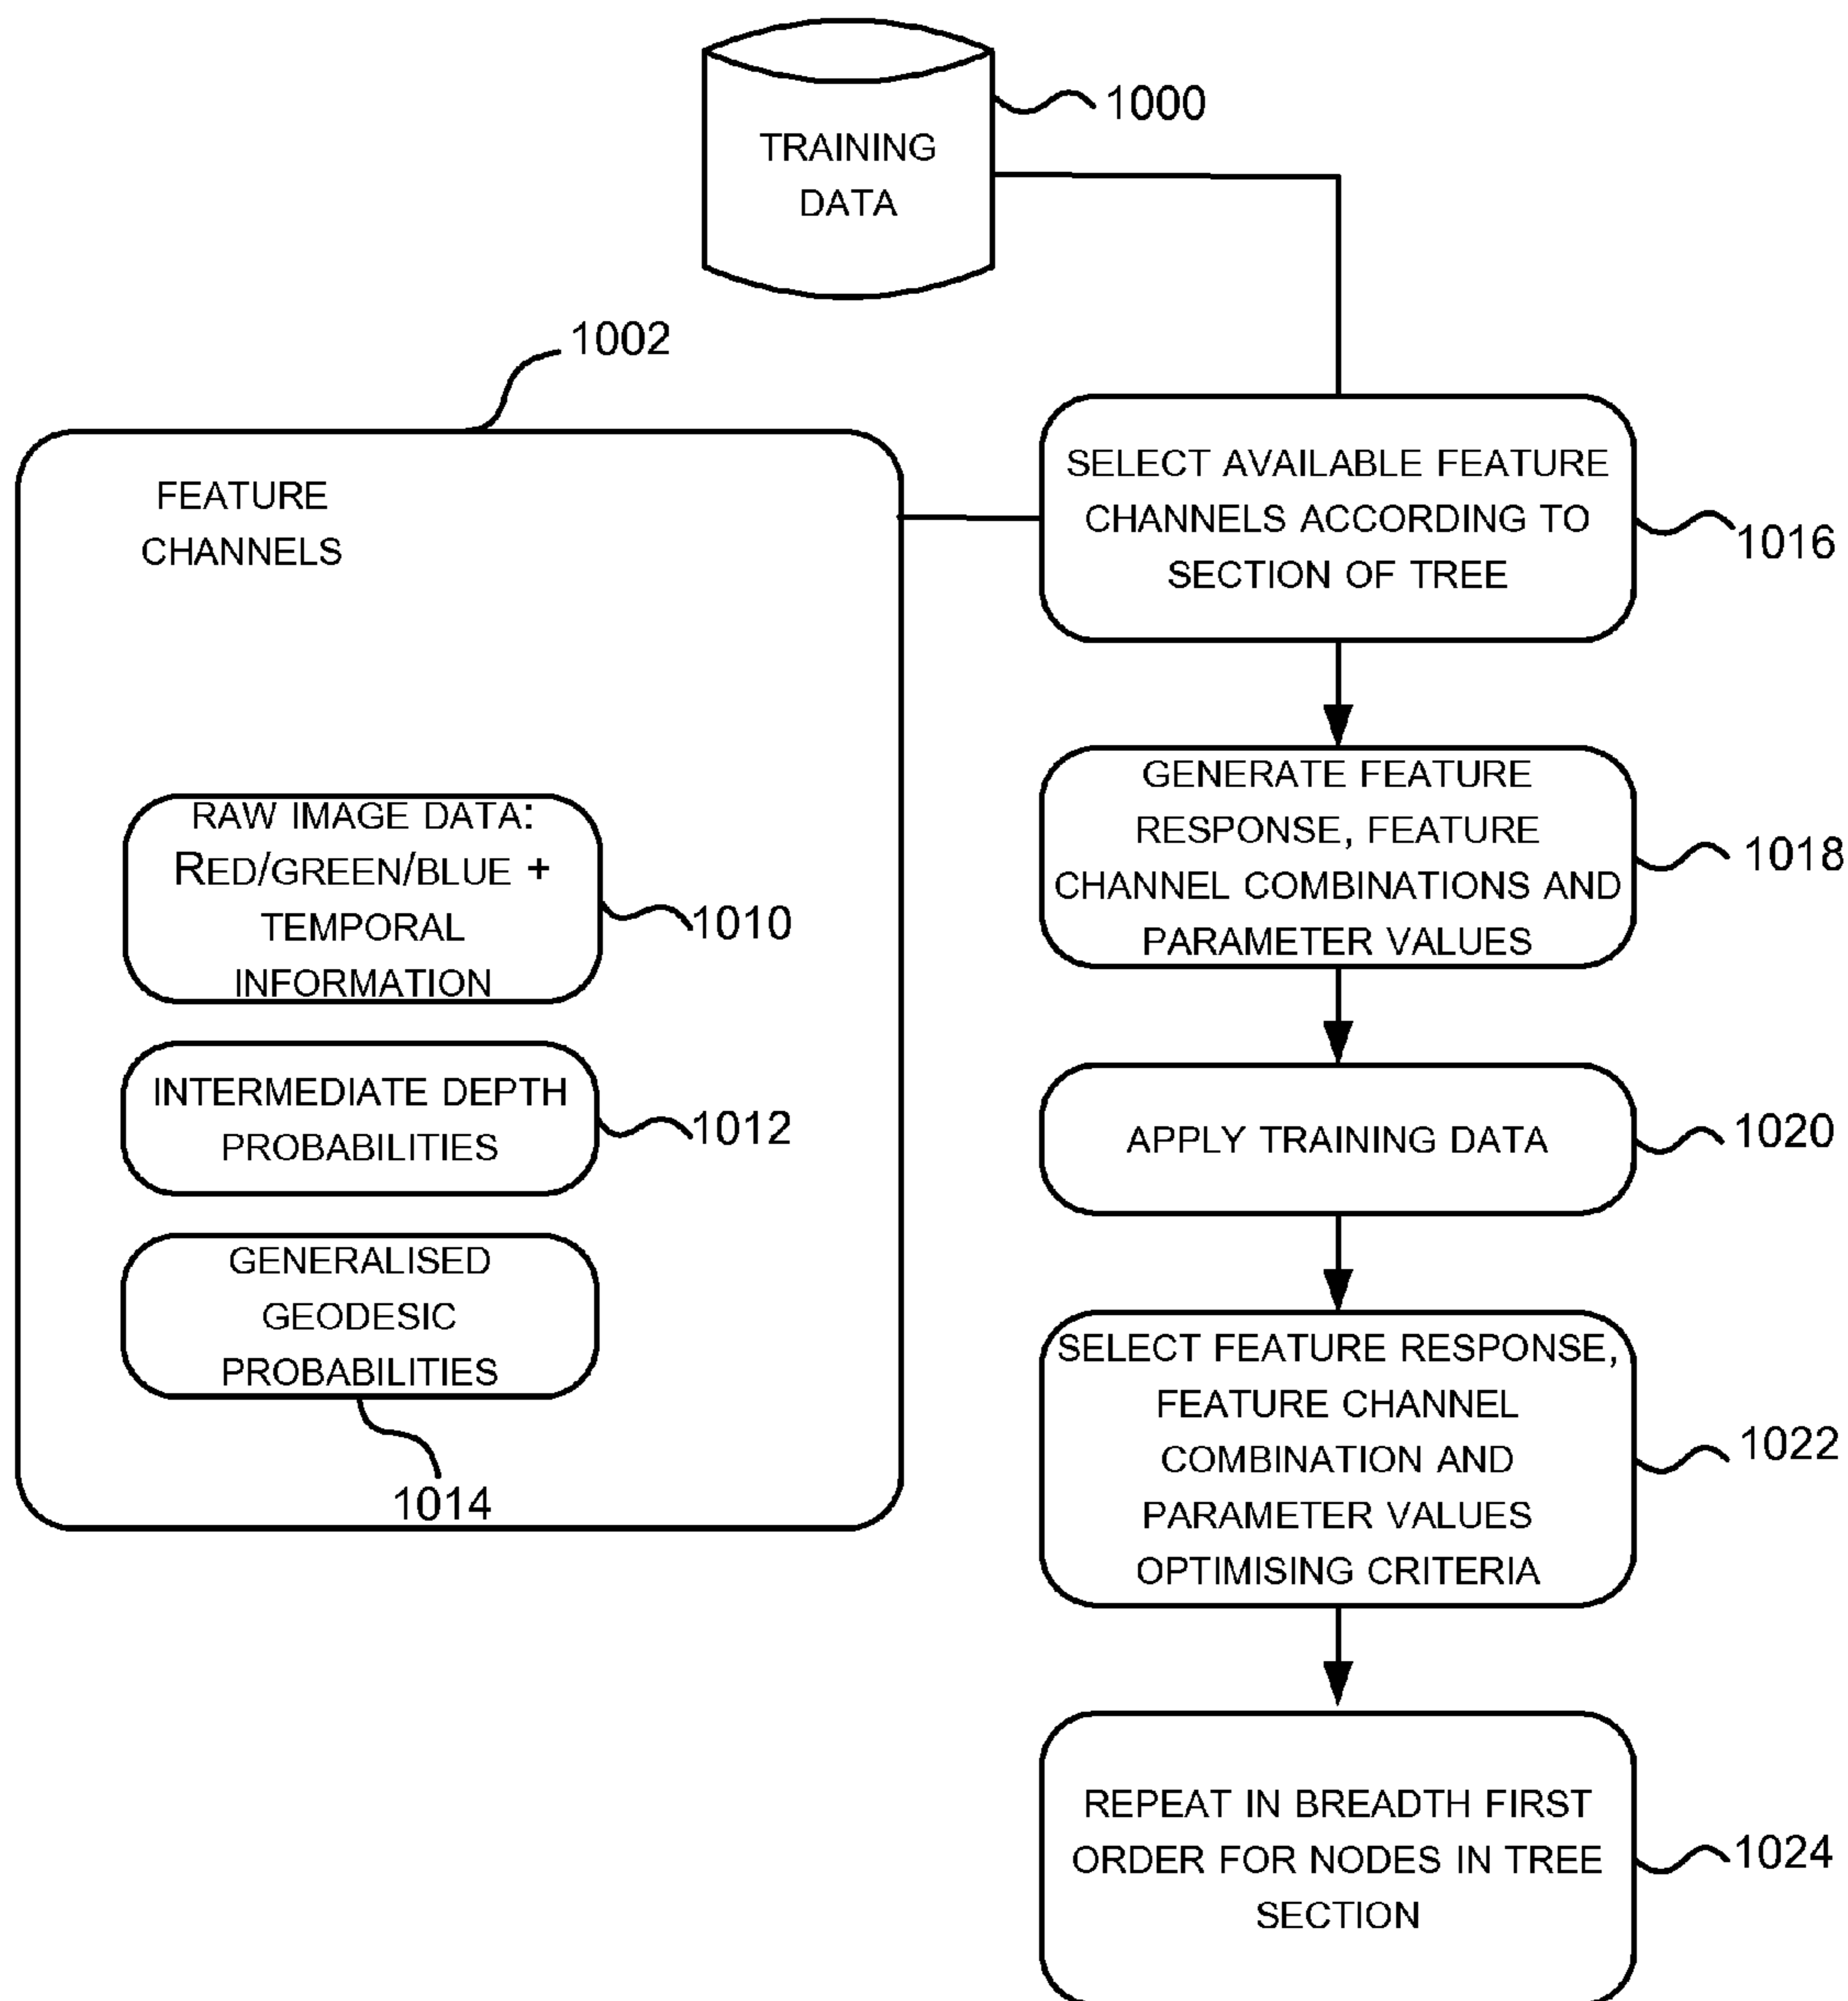 TRAINING
DATA
1000
1002
FEATURE
CHANNELS
RAW IMAGE DATA:
RED/GREEN/BLUE +
TEMPORAL
INFORMATION
1010
INTERMEDIATE DEPTH
PROBABILITIES
1012
GENERALISED
GEODESIC
PROBABILITIES
1014
SELECT AVAILABLE FEATURE
CHANNELS ACCORDING TO
SECTION OF TREE
1016
GENERATE FEATURE
RESPONSE, FEATURE
CHANNEL COMBINATIONS AND
PARAMETER VALUES
1018
APPLY TRAINING DATA
1020
SELECT FEATURE RESPONSE,
FEATURE CHANNEL
COMBINATION AND
PARAMETER VALUES
OPTIMISING CRITERIA
1022
REPEAT IN BREADTH FIRST
ORDER FOR NODES IN TREE
SECTION
1024